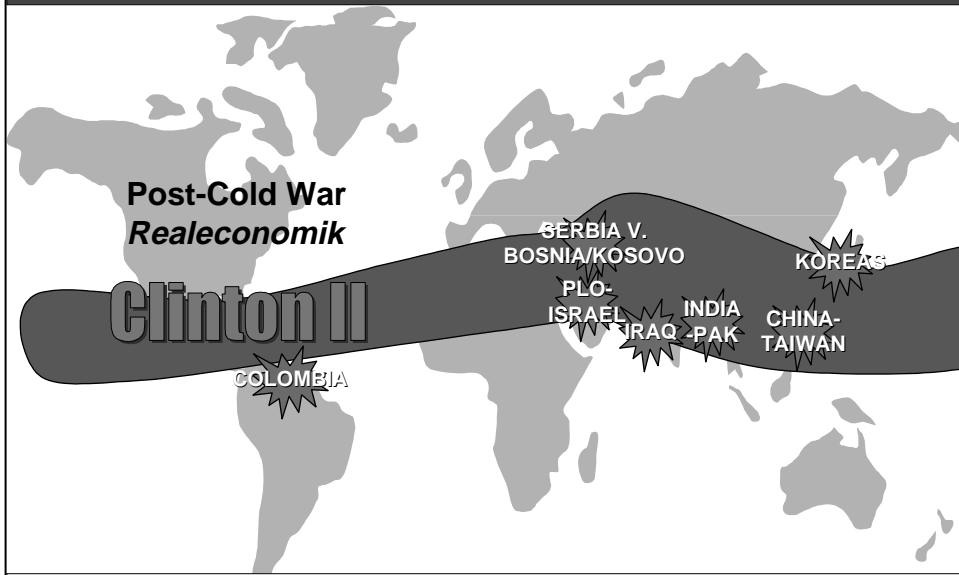 Post-Cold War
Realeconomik
Clinton II
SERBIA V.
BOSNIA/KOSOVO
KOREAS
PLO-
ISRAEL
IRAQ
INDIA
-PAK
CHINA-
TAIWAN
COLOMBIA